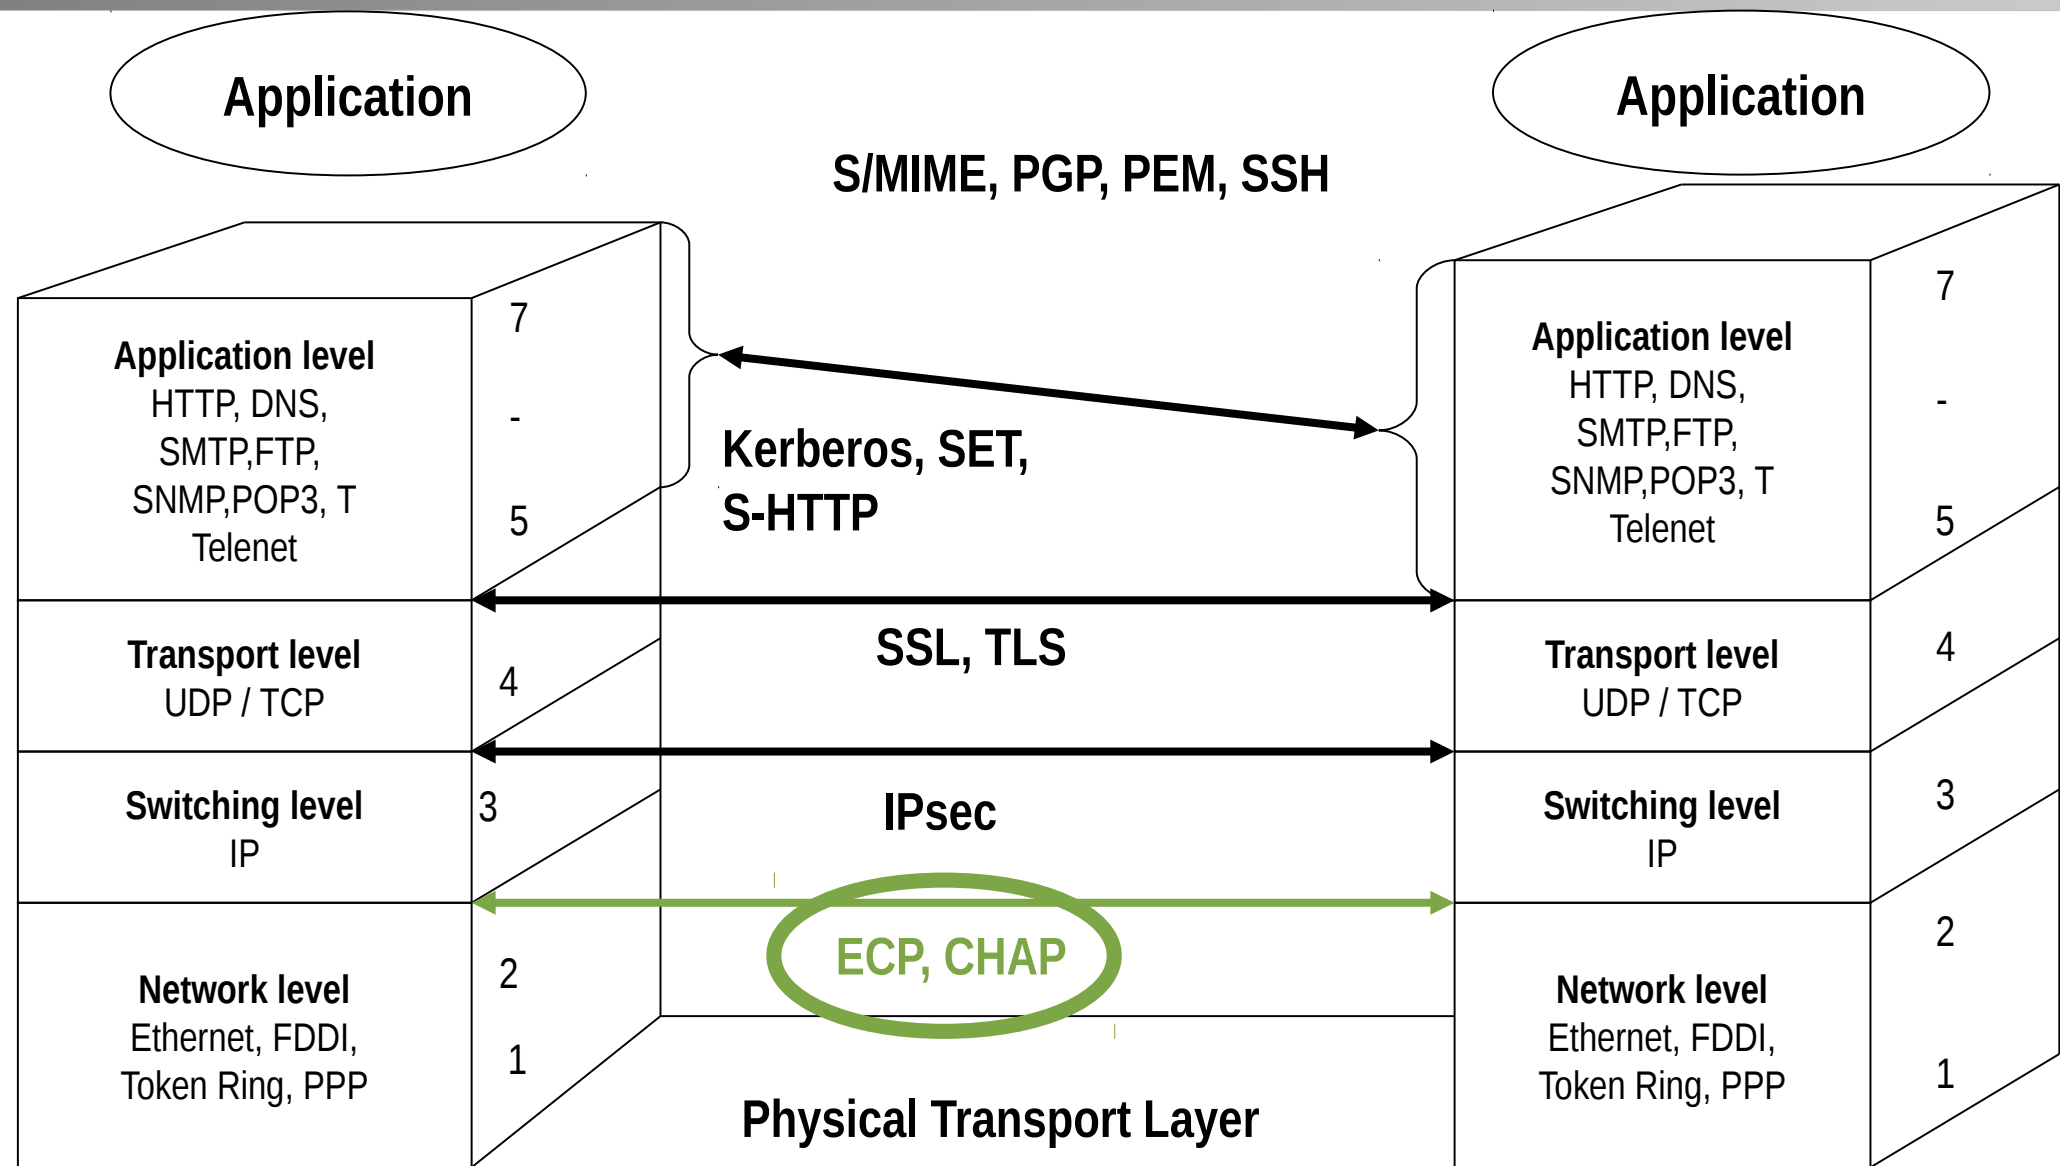 Application
Application
S/MIME, PGP, PEM, SSH
Application level
HTTP, DNS,
SMTP,FTP,
SNMP,POP3, T
Telenet
7
-
5
Kerberos, SET,
S-HTTP
Application level
HTTP, DNS,
SMTP,FTP,
SNMP,POP3, T
Telenet
7
-
5
Transport level
UDP / TCP
4
SSL, TLS
Transport level
UDP / TCP
4
Switching level
IP
3
IPsec
Switching level
IP
3
Network level
Ethernet, FDDI,
Token Ring, PPP
2
1
ECP, CHAP
Physical Transport Layer
Network level
Ethernet, FDDI,
Token Ring, PPP
2
1